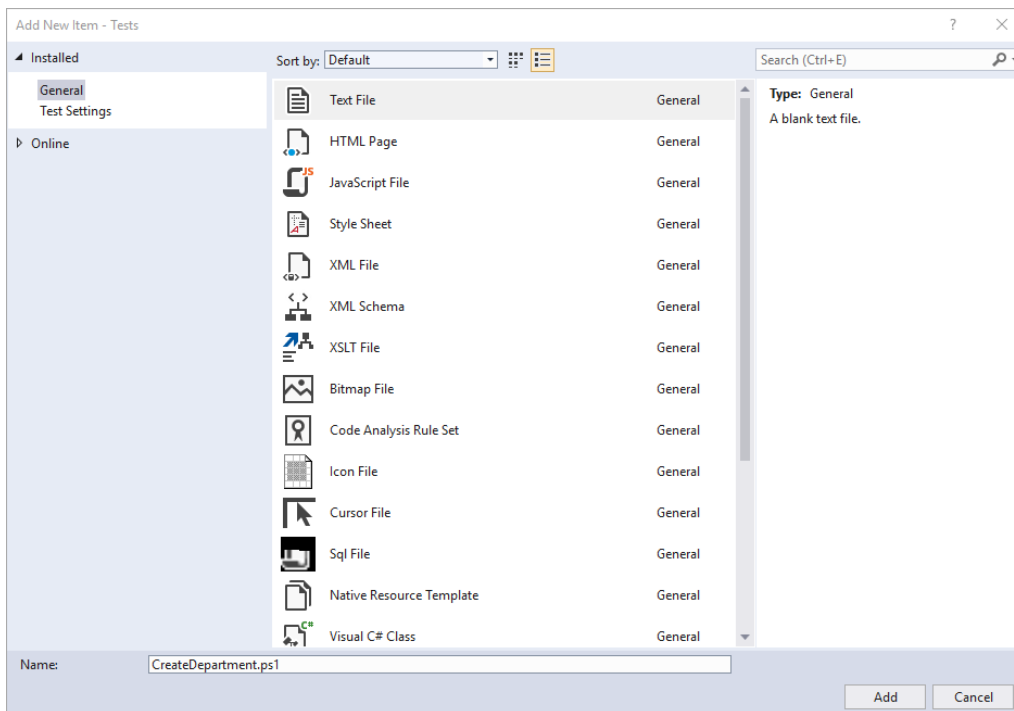 Add New Item - Tests
Installed
General
Test Settings
Online
Sort by: Default
Text File General
HTML Page General
JavaScript File General
Style Sheet General
XML File General
XML Schema General
XSLT File General
Bitmap File General
Code Analysis Rule Set General
Icon File General
Cursor File General
Sql File General
Native Resource Template General
Visual C# Class General
Search (Ctrl+E)
Type: General
A blank text file.
Name: CreateDepartment.ps1
Add Cancel